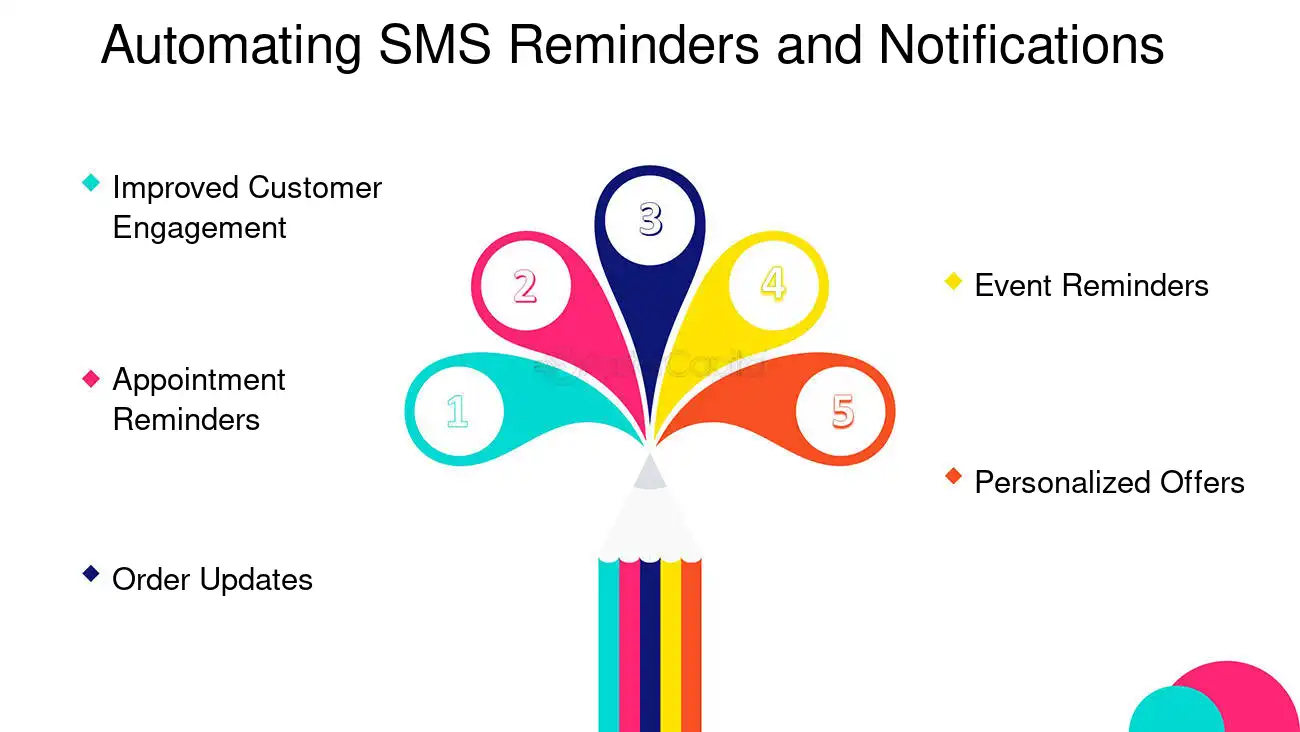 Automating SMS Reminders and Notifications
Improved Customer
Engagement
Appointment
Reminders
Order Updates
1
2
3
4
5
Event Reminders
Personalized Offers